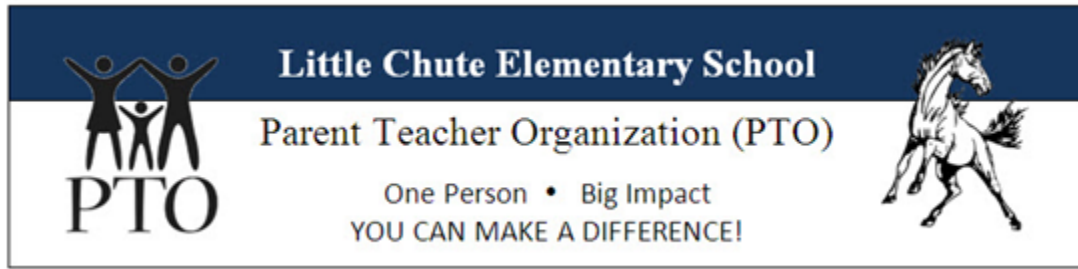 Little Chute Elementary School
Parent Teacher Organization (PTO)
PTO
One Person • Big Impact
YOU CAN MAKE A DIFFERENCE!